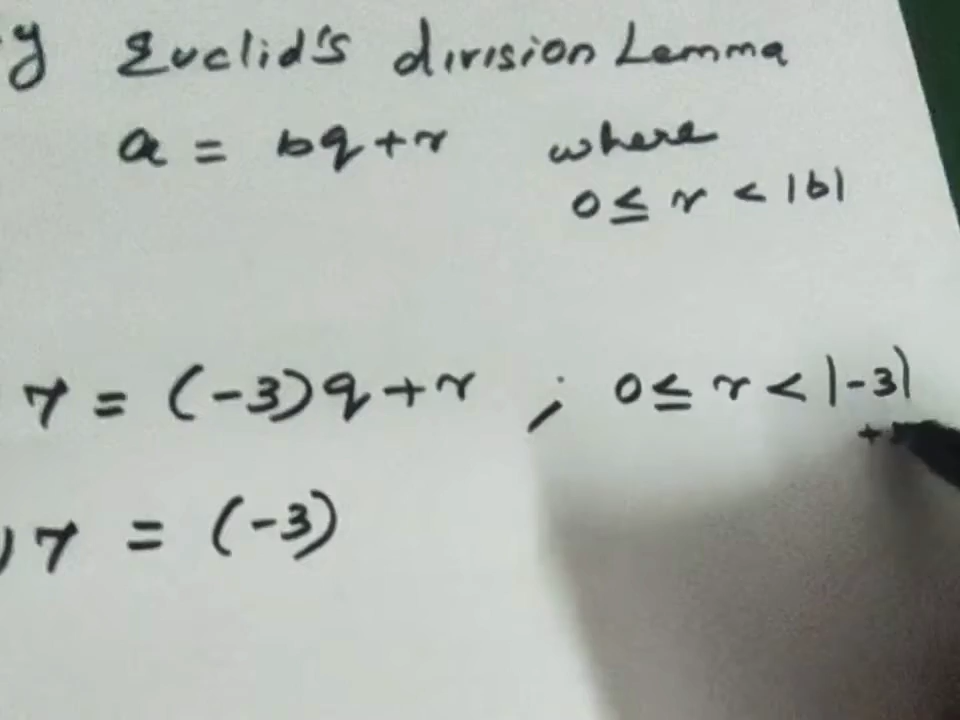 y Euclid's division Lemma
a = bq + r where
0 ≤ r < |b|
7 = (-3)q + r ; 0 ≤ r < |-3|
+
) 7 = (-3)